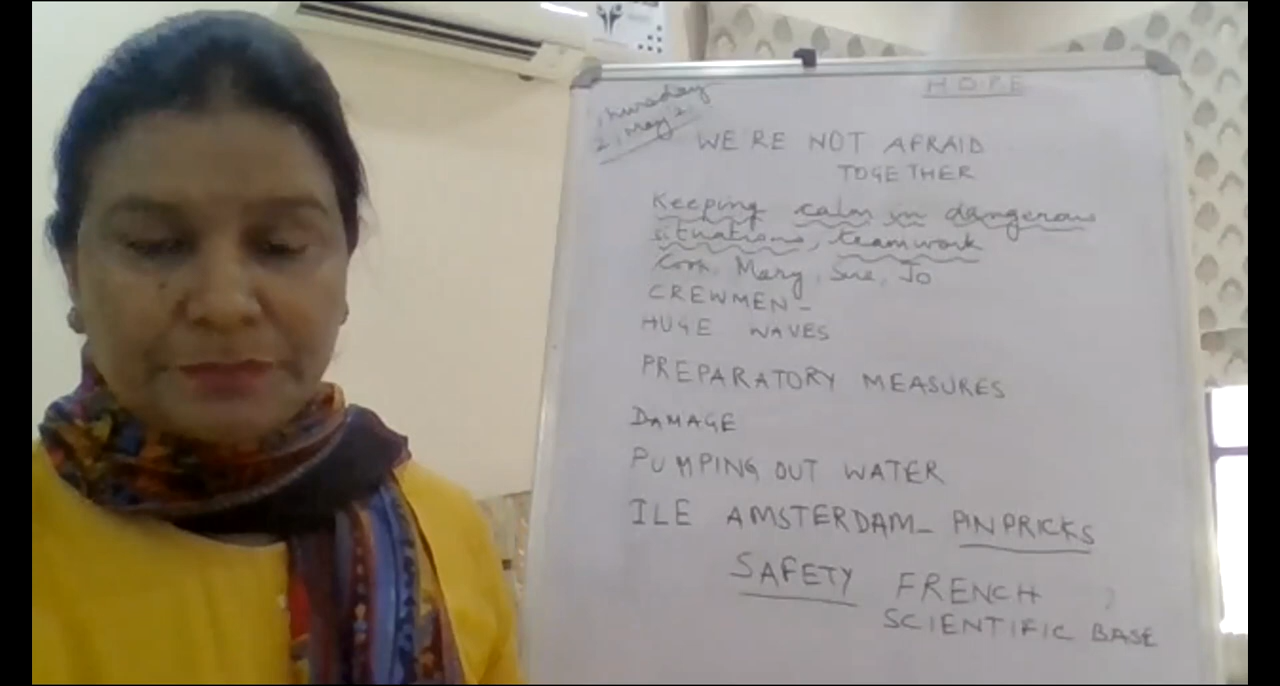 H O P E
Thursday
2, May 2
WE'RE NOT AFRAID
TOGETHER
Keeping calm in dangerous
situations, teamwork
Mary, Sue, Jo
CREWMEN -
HUGE WAVES
PREPARATORY MEASURES
DAMAGE
PUMPING OUT WATER
ILE AMSTERDAM - PINPRICKS
SAFETY FRENCH
SCIENTIFIC BASE